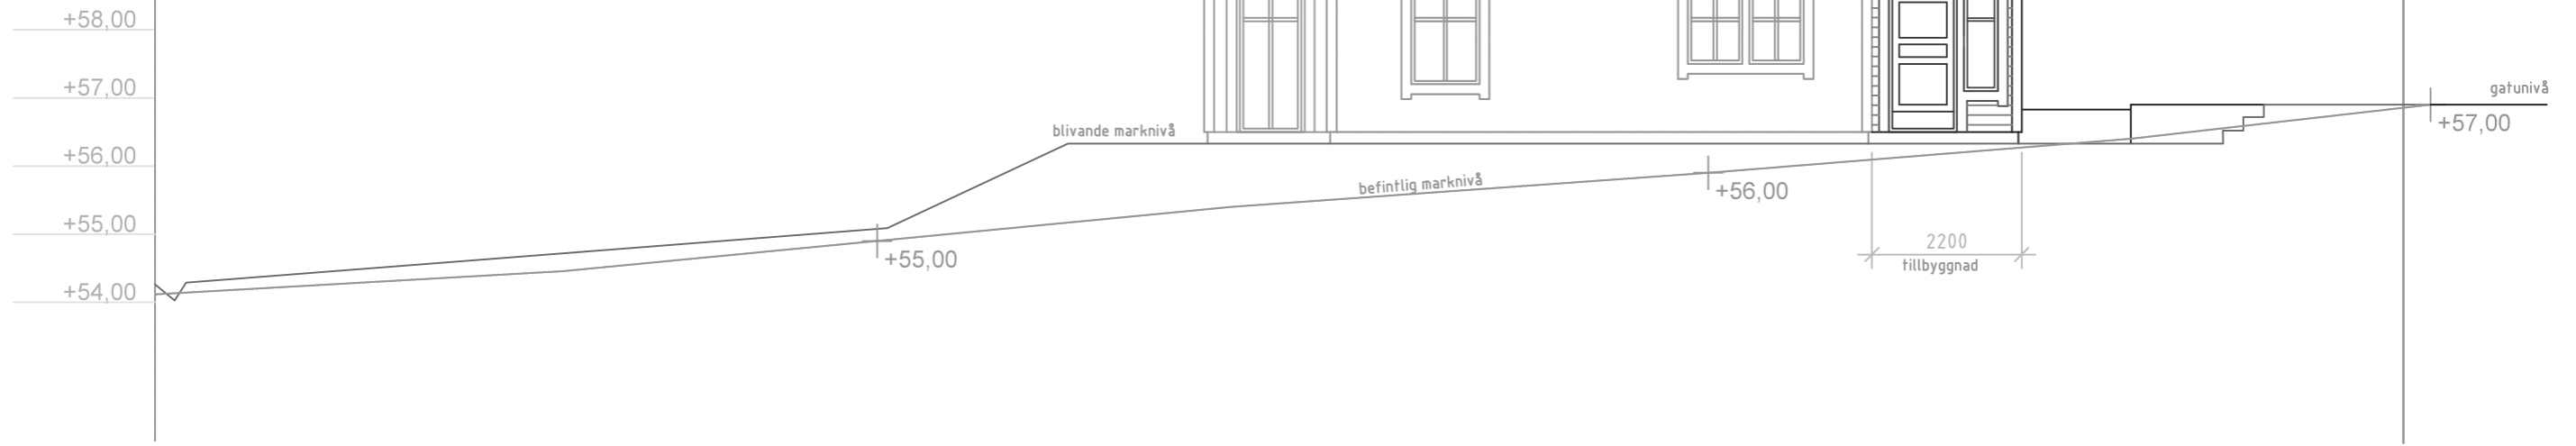 +58,00
+57,00
gatunivå
+57,00
blivande marknivå
+56,00
befintlig marknivå
+56,00
+55,00
2200
+55,00
tillbyggnad
+54,00